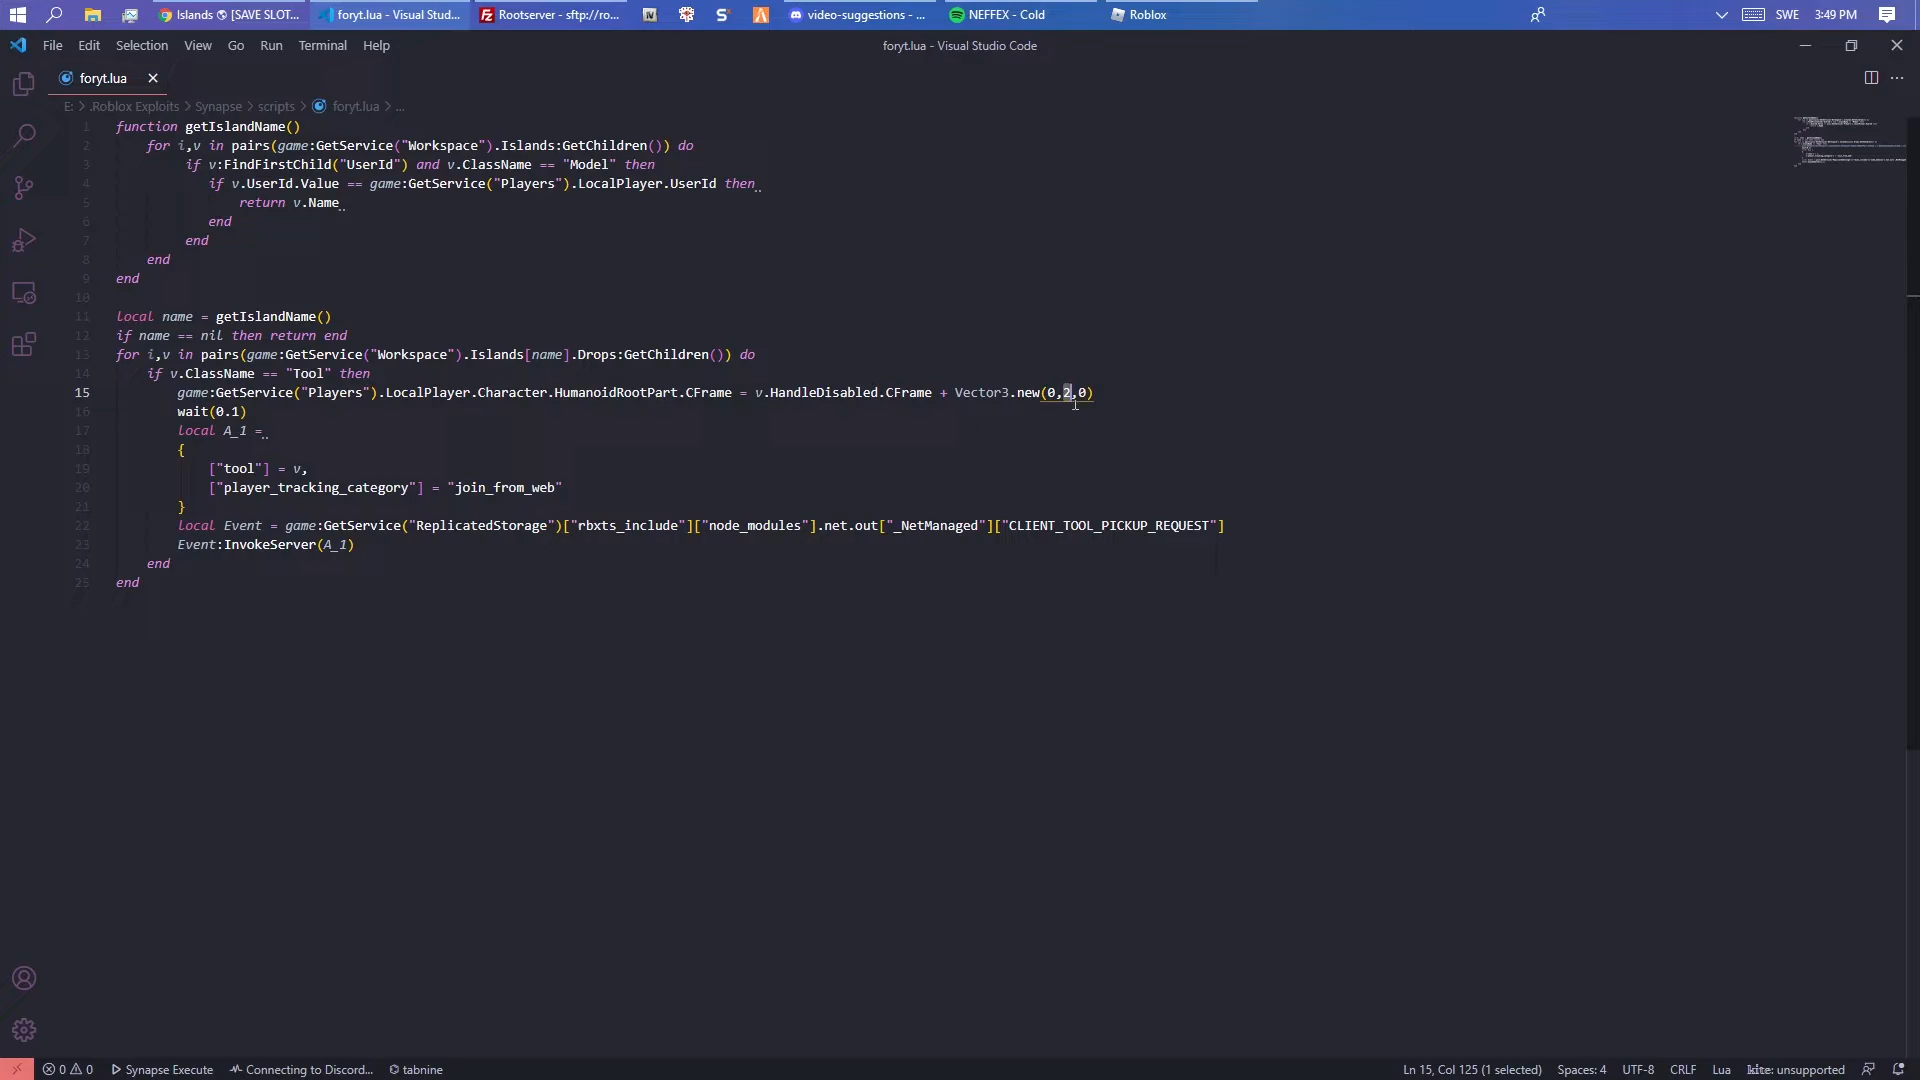 Islands [SAVE SLOT...
foryt.lua - Visual Stud...
Rootserver - sftp://ro...
video-suggestions - ...
NEFFEX - Cold
Roblox
SWE
3:49 PM
File Edit Selection View Go Run Terminal Help
foryt.lua - Visual Studio Code
foryt.lua
E: > .Roblox Exploits > Synapse > scripts > foryt.lua > ...
1 function getIslandName()
2 for i,v in pairs(game:GetService("Workspace").Islands:GetChildren()) do
3 if v:FindFirstChild("UserId") and v.ClassName == "Model" then
4 if v.UserId.Value == game:GetService("Players").LocalPlayer.UserId then
5 return v.Name
6 end
7 end
8 end
9 end
10
11 local name = getIslandName()
12 if name == nil then return end
13 for i,v in pairs(game:GetService("Workspace").Islands[name].Drops:GetChildren()) do
14 if v.ClassName == "Tool" then
15 game:GetService("Players").LocalPlayer.Character.HumanoidRootPart.CFrame = v.HandleDisabled.CFrame + Vector3.new(0,2,0)
16 wait(0.1)
17 local A_1 =
18 {
19 ["tool"] = v,
20 ["player_tracking_category"] = "join_from_web"
21 }
22 local Event = game:GetService("ReplicatedStorage")["rbxts_include"]["node_modules"].net.out["_NetManaged"]["CLIENT_TOOL_PICKUP_REQUEST"]
23 Event:InvokeServer(A_1)
24 end
25 end
0 0 Synapse Execute Connecting to Discord... tabnine
Ln 15, Col 125 (1 selected) Spaces: 4 UTF-8 CRLF Lua kite: unsupported